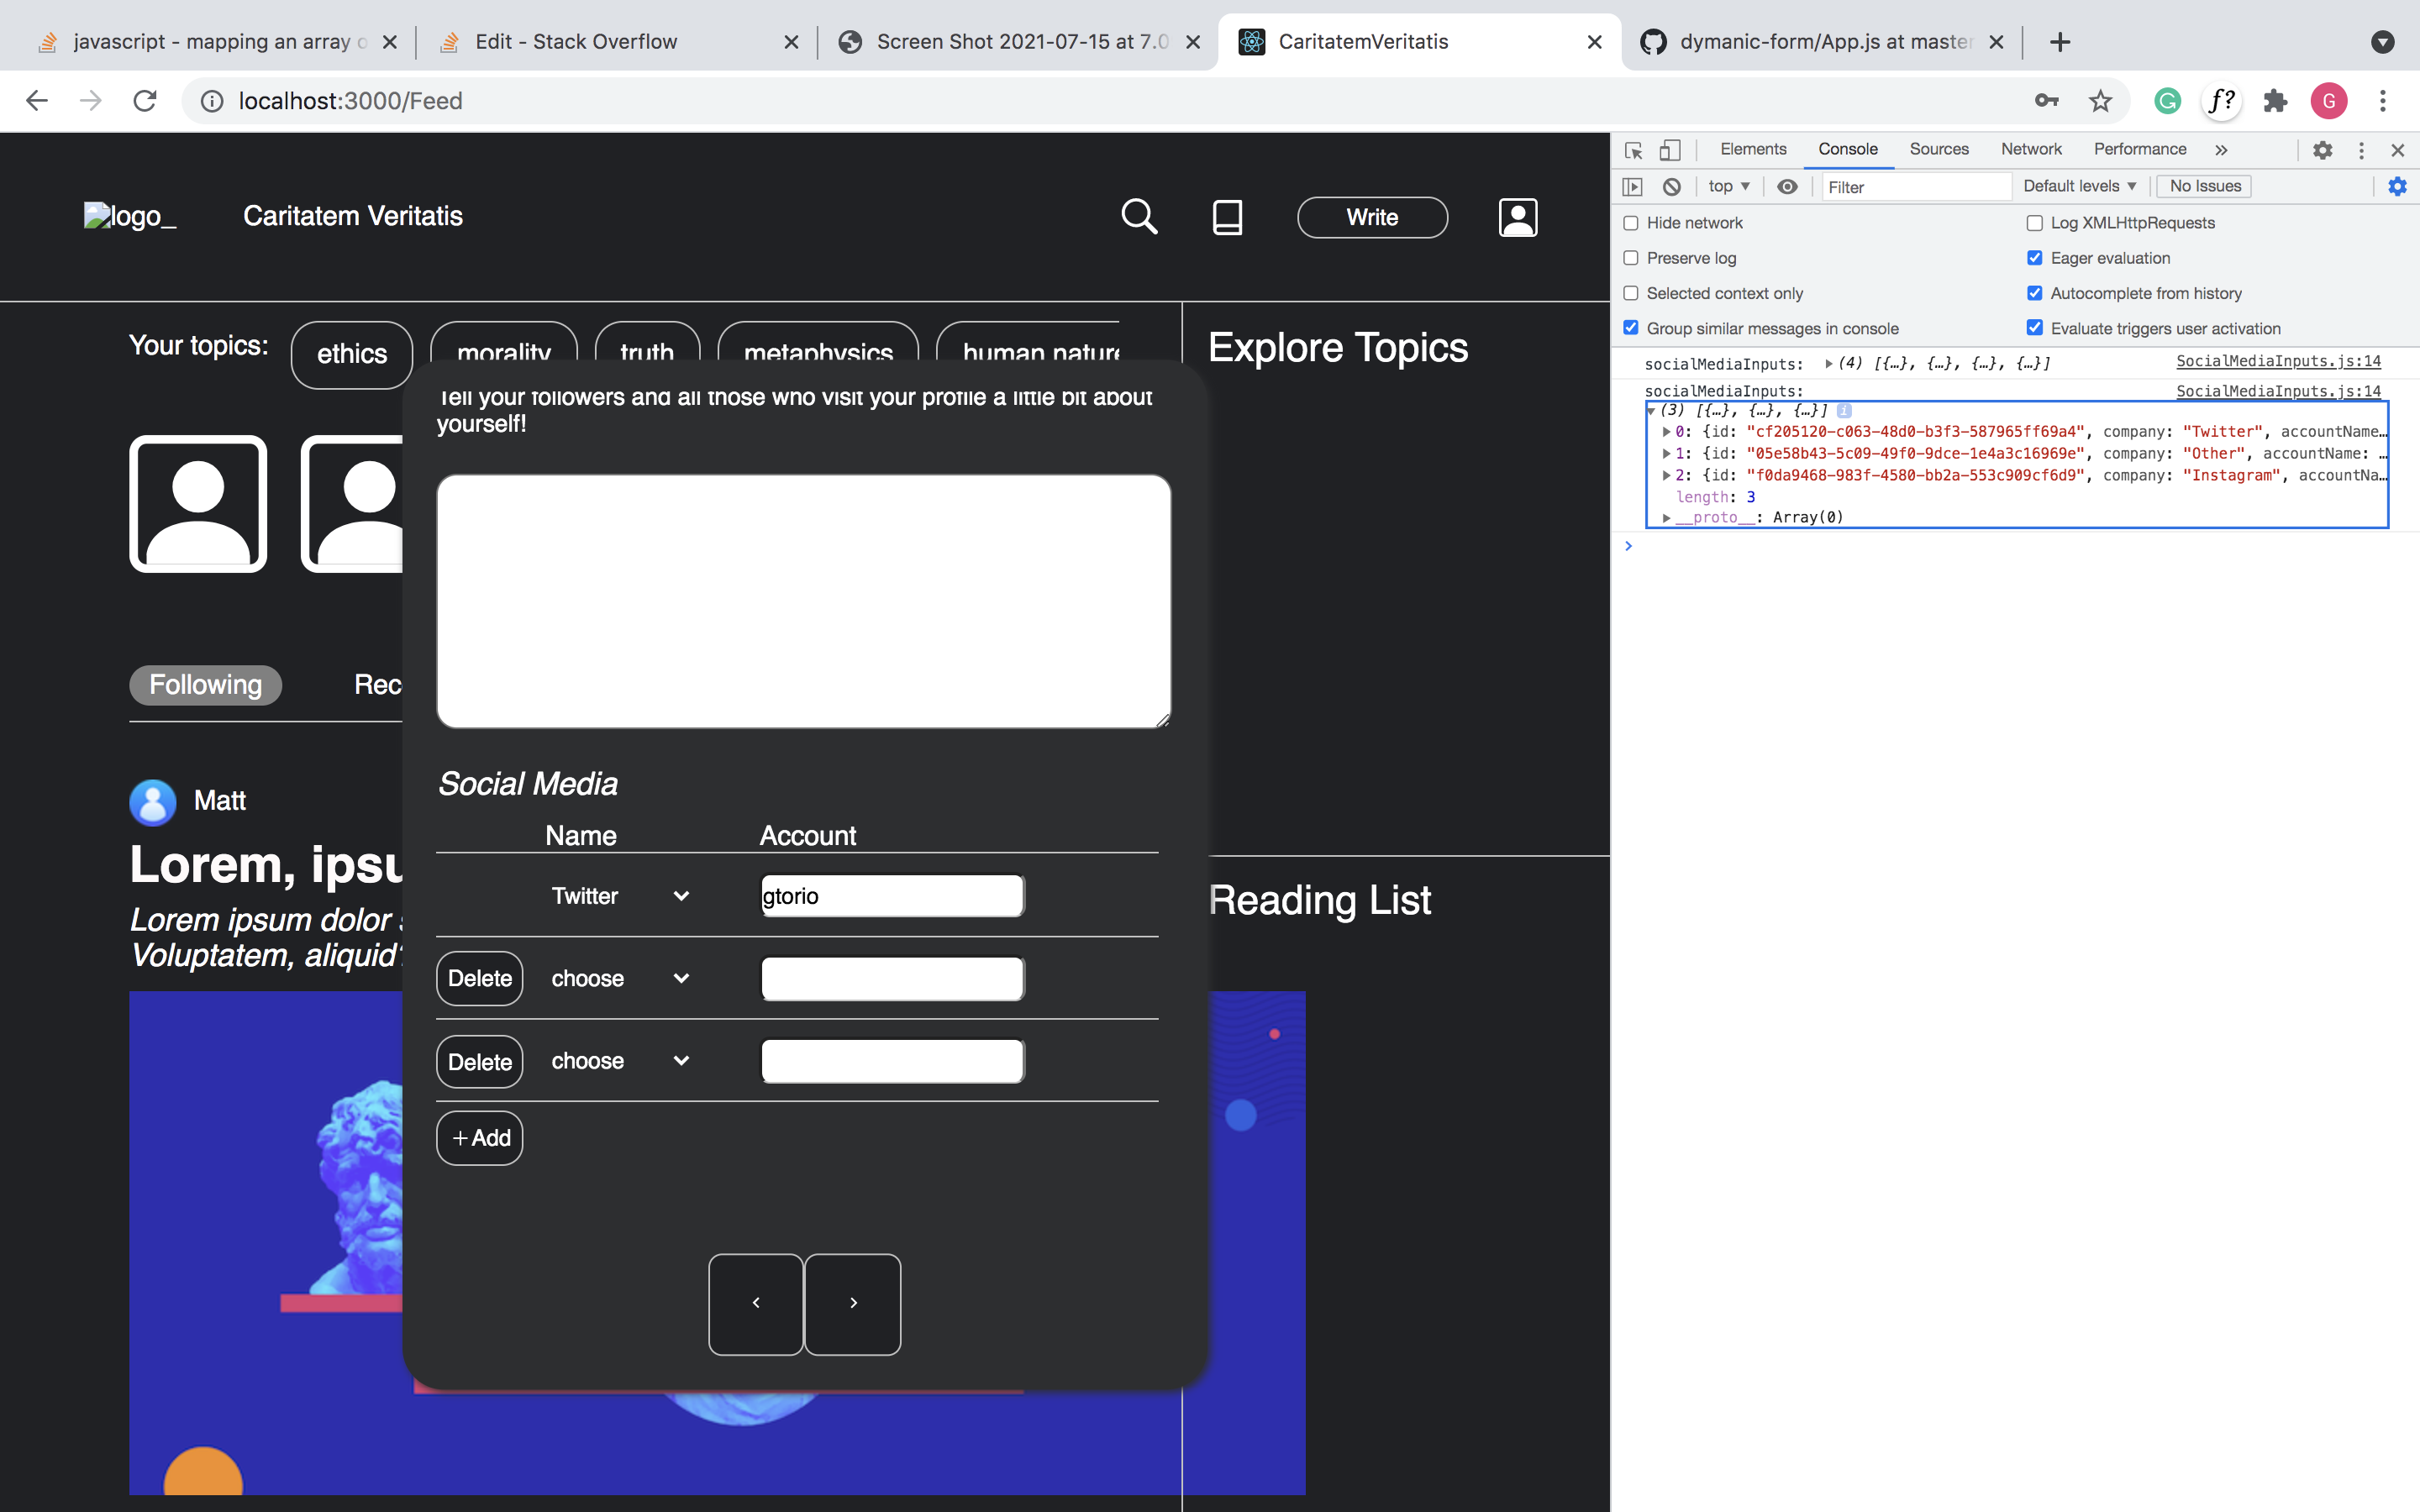 javascript - mapping an array o
Edit - Stack Overflow
Screen Shot 2021-07-15 at 7.0
CaritatemVeritatis
dymanic-form/App.js at master
localhost:3000/Feed
f?
G
logo_
Caritatem Veritatis
Write
Your topics:
ethics
morality
truth
metaphysics
human nature
Explore Topics
Tell your followers and all those who visit your profile a little bit about
yourself!
Following
Rec
Social Media
Name Account
Matt
Lorem, ipsu
Twitter
gtorio
Reading List
Lorem ipsum dolor s
Voluptatem, aliquid?
Delete
choose
Delete
choose
+Add
<
>
Elements
Console
Sources
Network
Performance
»
top
Filter
Default levels
No Issues
Hide network
Log XMLHttpRequests
Preserve log
Eager evaluation
Selected context only
Autocomplete from history
Group similar messages in console
Evaluate triggers user activation
socialMediaInputs: (4) [{…}, {…}, {…}, {…}]
SocialMediaInputs.js:14
socialMediaInputs:
SocialMediaInputs.js:14
(3) [{…}, {…}, {…}] i
0: {id: "cf205120-c063-48d0-b3f3-587965ff69a4", company: "Twitter", accountName…
1: {id: "05e58b43-5c09-49f0-9dce-1e4a3c16969e", company: "Other", accountName: …
2: {id: "f0da9468-983f-4580-bb2a-553c909cf6d9", company: "Instagram", accountNa…
length: 3
__proto__: Array(0)
>